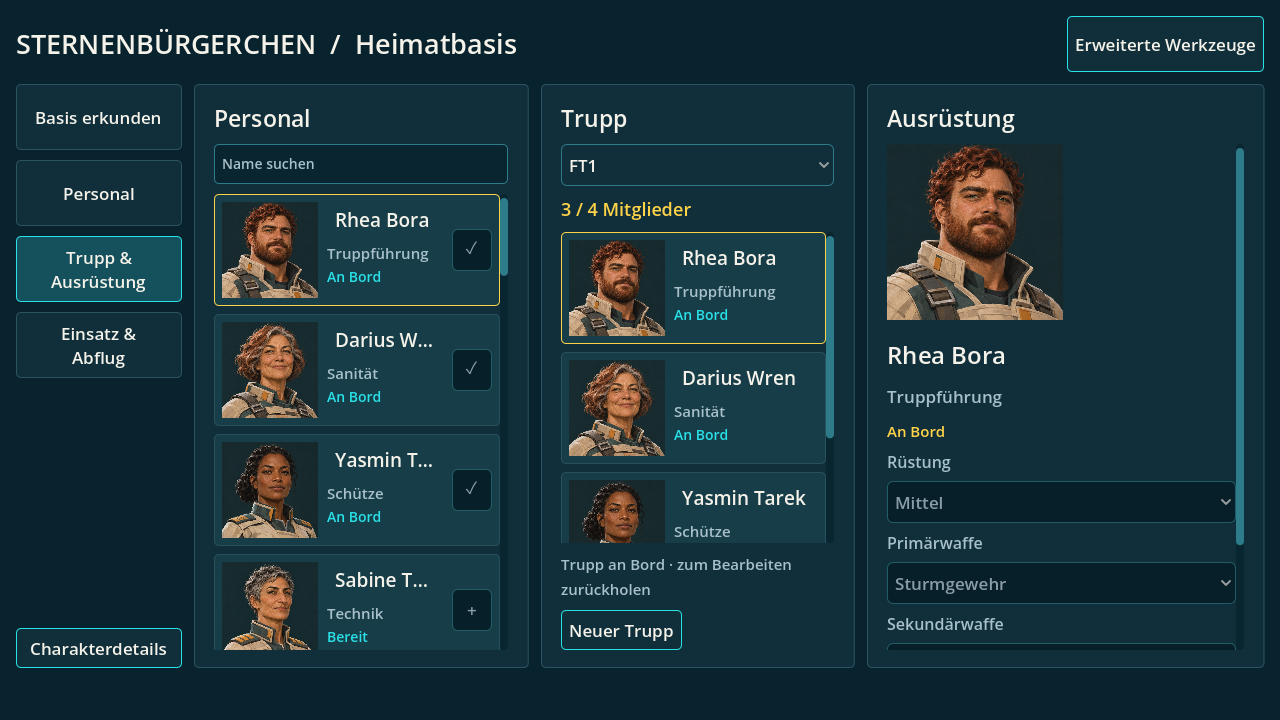 STERNENBÜRGERCHEN / Heimatbasis
Erweiterte Werkzeuge
Basis erkunden
Personal
Trupp &
Ausrüstung
Einsatz &
Abflug
Charakterdetails
Personal
Name suchen
Rhea Bora
Truppführung
An Bord
✓
Darius W...
Sanität
An Bord
✓
Yasmin T...
Schütze
An Bord
✓
Sabine T...
Technik
Bereit
+
Trupp
FT1
3 / 4 Mitglieder
Rhea Bora
Truppführung
An Bord
Darius Wren
Sanität
An Bord
Yasmin Tarek
Schütze
Trupp an Bord · zum Bearbeiten
zurückholen
Neuer Trupp
Ausrüstung
Rhea Bora
Truppführung
An Bord
Rüstung
Mittel
Primärwaffe
Sturmgewehr
Sekundärwaffe